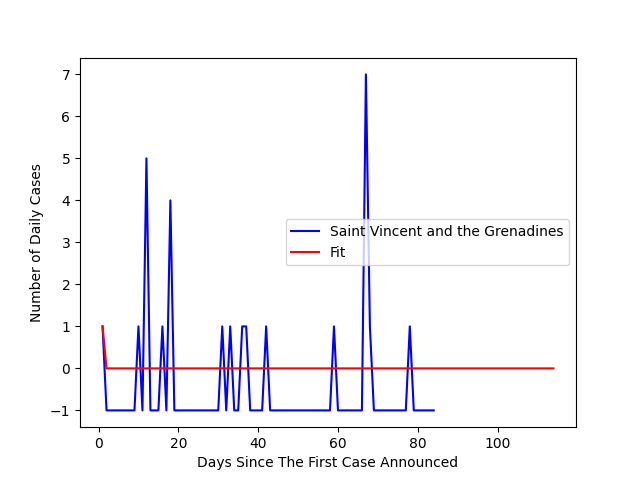 7
6
5
4
3
2
1
0
−1
Number of Daily Cases
Saint Vincent and the Grenadines
Fit
0 20 40 60 80 100
Days Since The First Case Announced